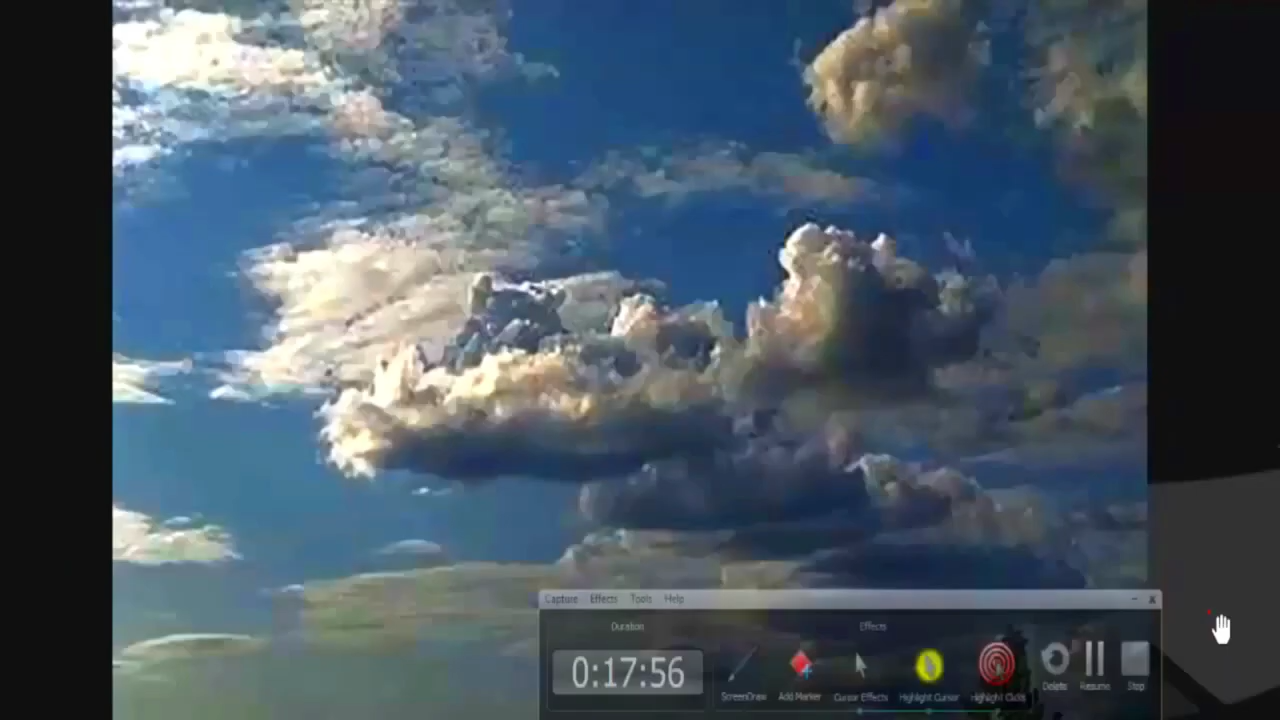 Capture Effects Tools Help
Duration
Effects
0:17:56
ScreenDraw
Add Marker
Cursor Effects
Highlight Cursor
Highlight Clicks
Delete
Resume
Stop